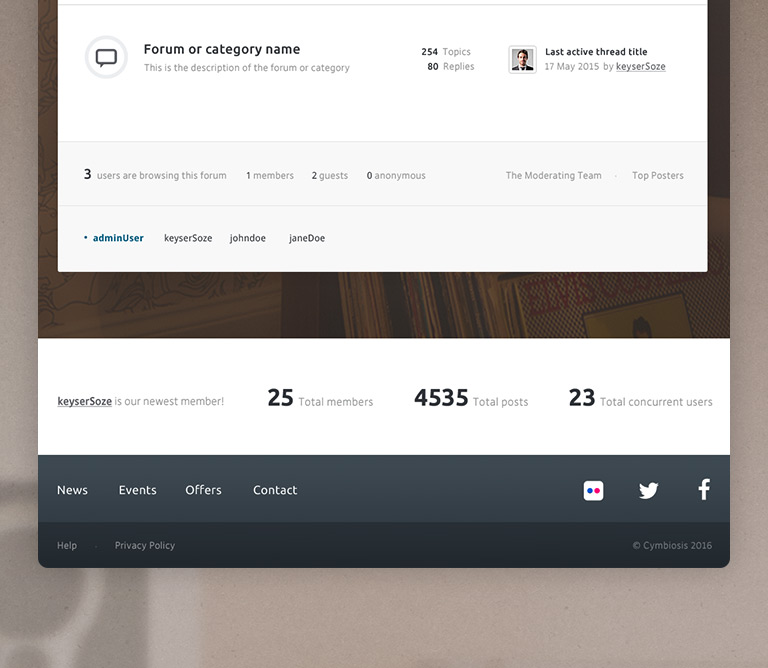 Forum or category name
This is the description of the forum or category
254 Topics
80 Replies
Last active thread title
17 May 2015 by keyserSoze
3 users are browsing this forum 1 members 2 guests 0 anonymous
The Moderating Team · Top Posters
• adminUser keyserSoze johndoe janeDoe
keyserSoze is our newest member! 25 Total members 4535 Total posts 23 Total concurrent users
News Events Offers Contact
Help · Privacy Policy
© Cymbiosis 2016